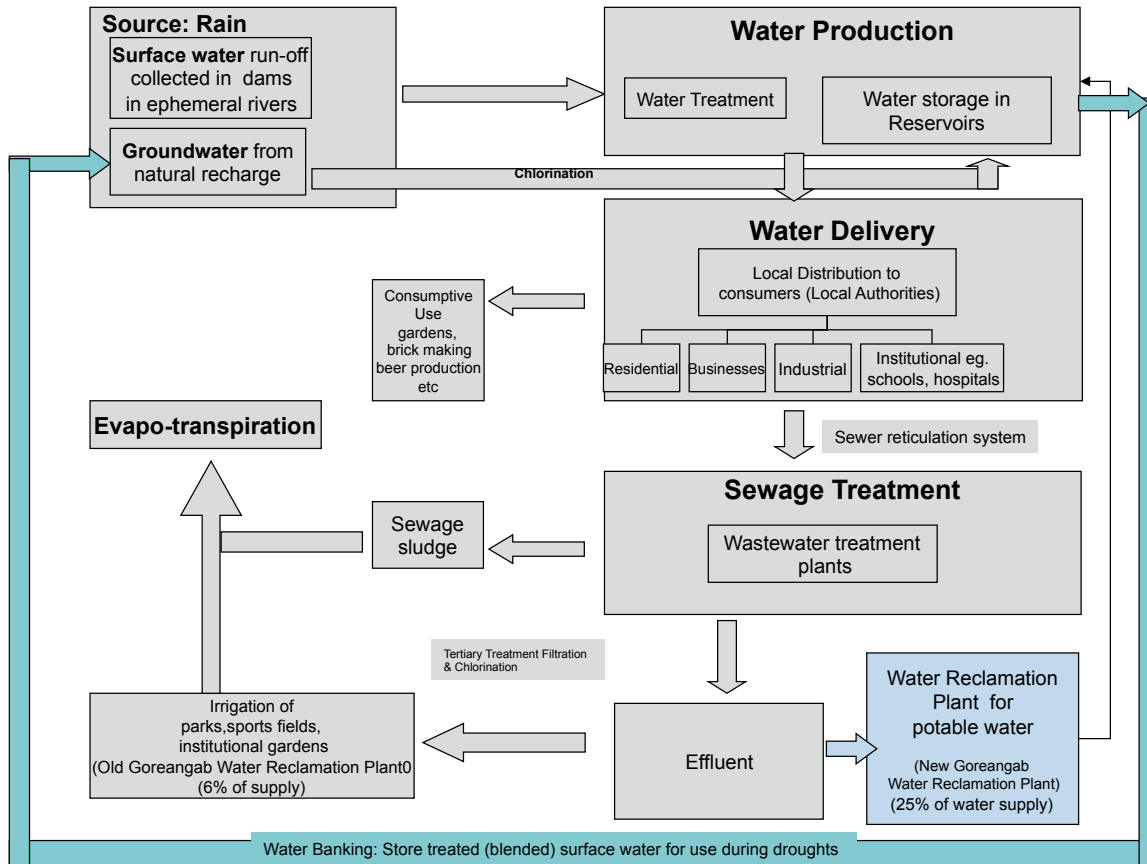 Source: Rain
Surface water run-off
collected in dams
in ephemeral rivers
Groundwater from
natural recharge
Chlorination
Water Production
Water Treatment
Water storage in
Reservoirs
Water Delivery
Local Distribution to
consumers (Local Authorities)
Residential
Businesses
Industrial
Institutional eg.
schools, hospitals
Consumptive
Use
gardens,
brick making
beer production
etc
Evapo-transpiration
Sewer reticulation system
Sewage Treatment
Wastewater treatment
plants
Sewage
sludge
Tertiary Treatment Filtration
& Chlorination
Irrigation of
parks,sports fields,
institutional gardens
(Old Goreangab Water Reclamation Plant0
(6% of supply)
Effluent
Water Reclamation
Plant for
potable water
(New Goreangab
Water Reclamation Plant)
(25% of water supply)
Water Banking: Store treated (blended) surface water for use during droughts